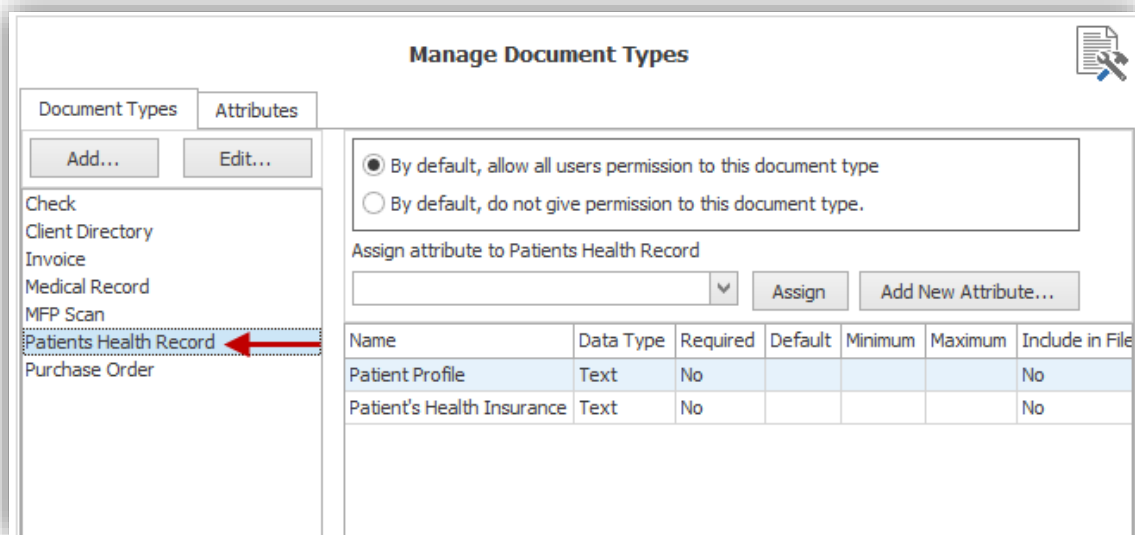 Manage Document Types
Document Types Attributes
Add... Edit...
Check
Client Directory
Invoice
Medical Record
MFP Scan
Patients Health Record
Purchase Order
By default, allow all users permission to this document type
By default, do not give permission to this document type.
Assign attribute to Patients Health Record
Assign Add New Attribute...
Name Data Type Required Default Minimum Maximum Include in File
Patient Profile Text No No
Patient's Health Insurance Text No No